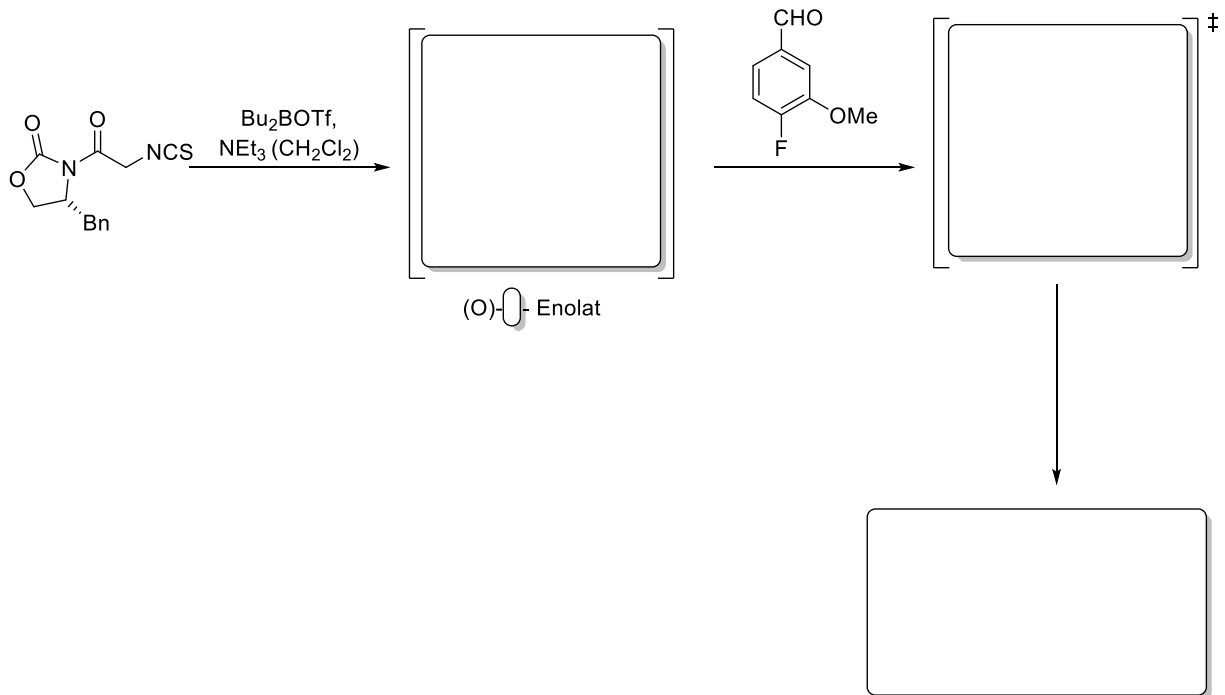 CHO
‡
Bu₂BOTf,
NEt₃ (CH₂Cl₂)
O
O
NCS
N
O
Bn
OMe
F
(O)- - Enolat